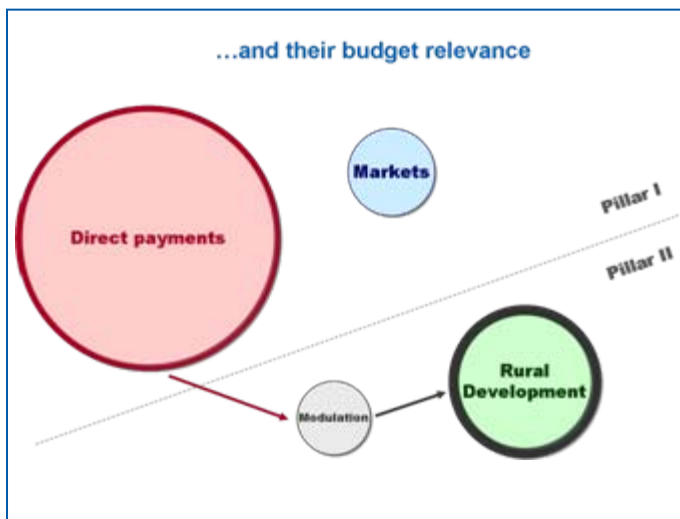 ...and their budget relevance
Markets
Pillar I
Direct payments
Pillar II
Rural
Development
Modulation